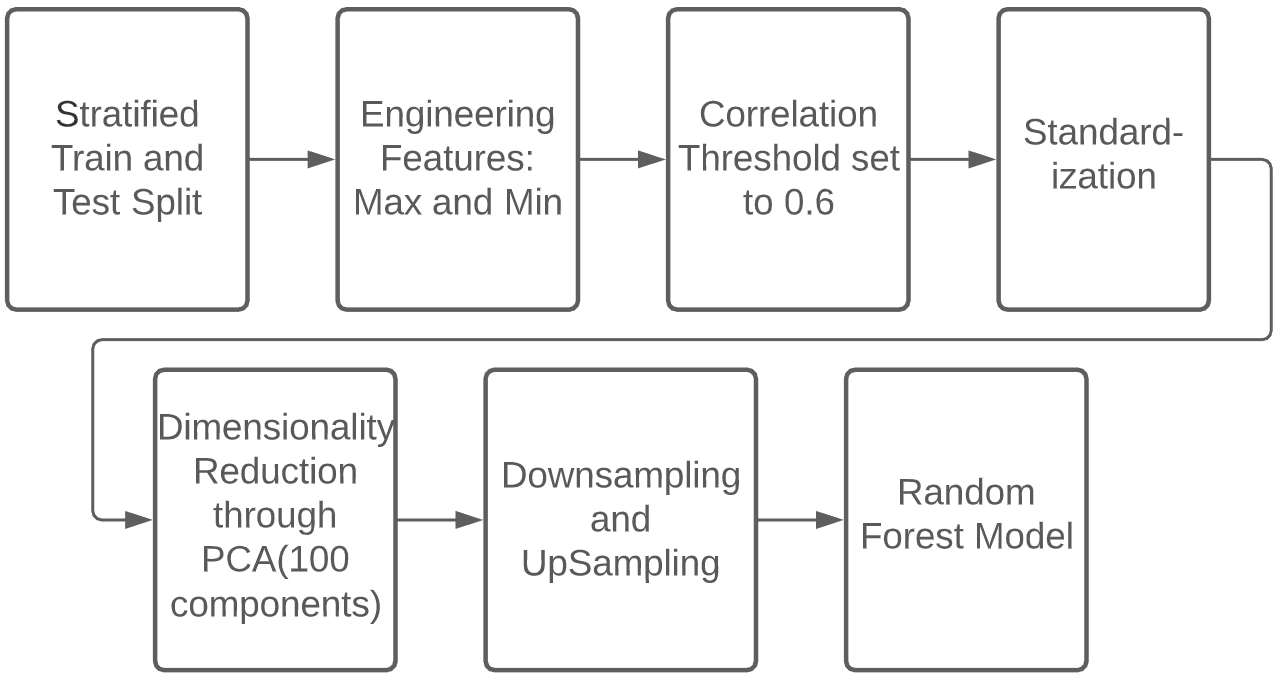 Stratified
Train and
Test Split
Engineering
Features:
Max and Min
Correlation
Threshold set
to 0.6
Standard-
ization
Dimensionality
Reduction
through
PCA(100
components)
Downsampling
and
UpSampling
Random
Forest Model